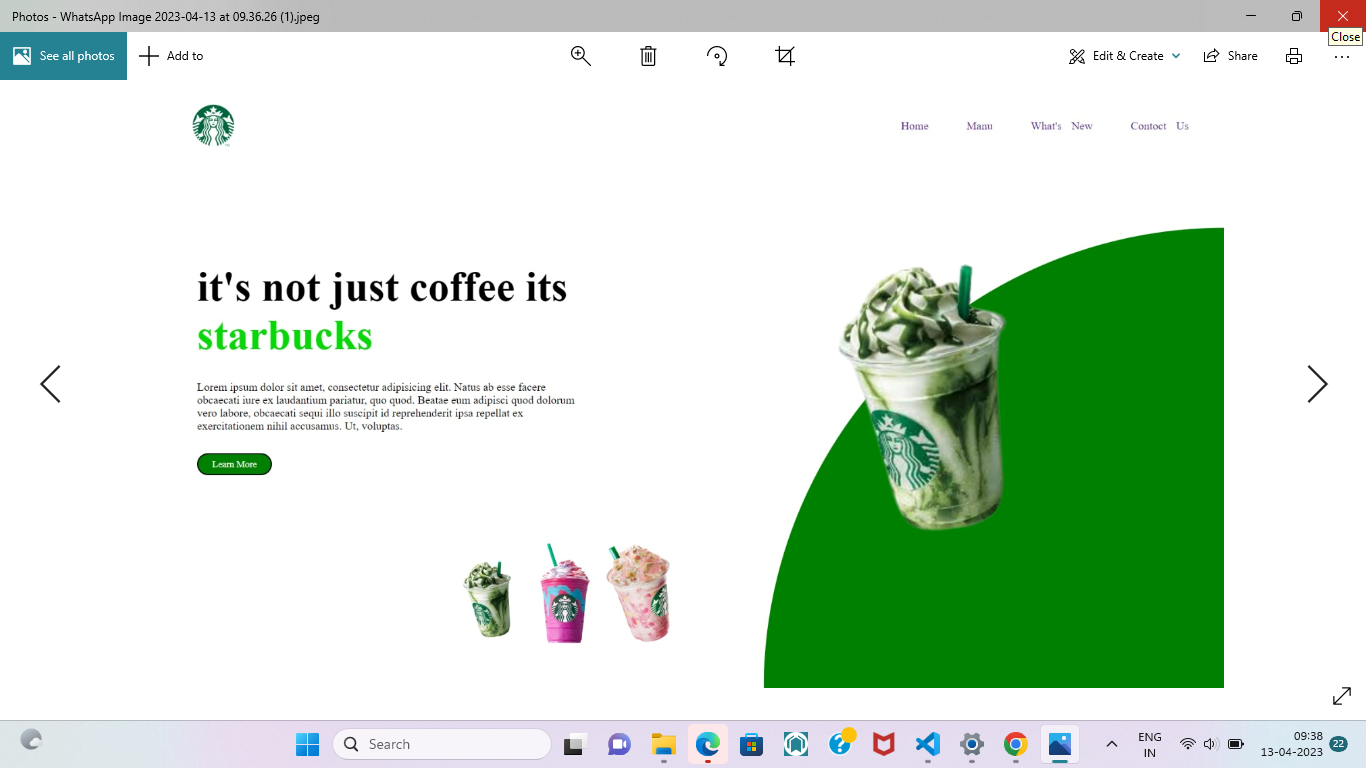 Photos - WhatsApp Image 2023-04-13 at 09.36.26 (1).jpeg
Close
See all photos
Add to
Edit & Create
Share
Home Manu What's New Contoct Us
it's not just coffee its
starbucks
Lorem ipsum dolor sit amet, consectetur adipisicing elit. Natus ab esse facere
obcaecati iure ex laudantium pariatur, quo quod. Beatae eum adipisci quod dolorum
vero labore, obcaecati sequi illo suscipit id reprehenderit ipsa repellat ex
exercitationem nihil accusamus. Ut, voluptas.
Learn More
Search
ENG
IN
09:38
13-04-2023
22